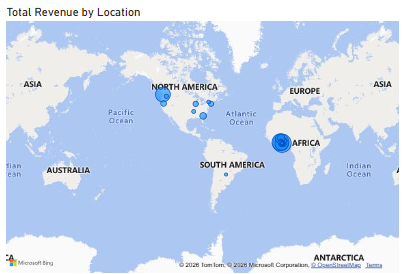 Total Revenue by Location
NORTH AMERICA
ASIA
ASIA
EUROPE
Pacific
Ocean
Atlantic
Ocean
AFRICA
SOUTH AMERICA
AUSTRALIA
Indian
Ocean
Ocean
Microsoft Bing
© 2026 TomTom, © 2026 Microsoft Corporation, © OpenStreetMap Terms
ANTARCTICA